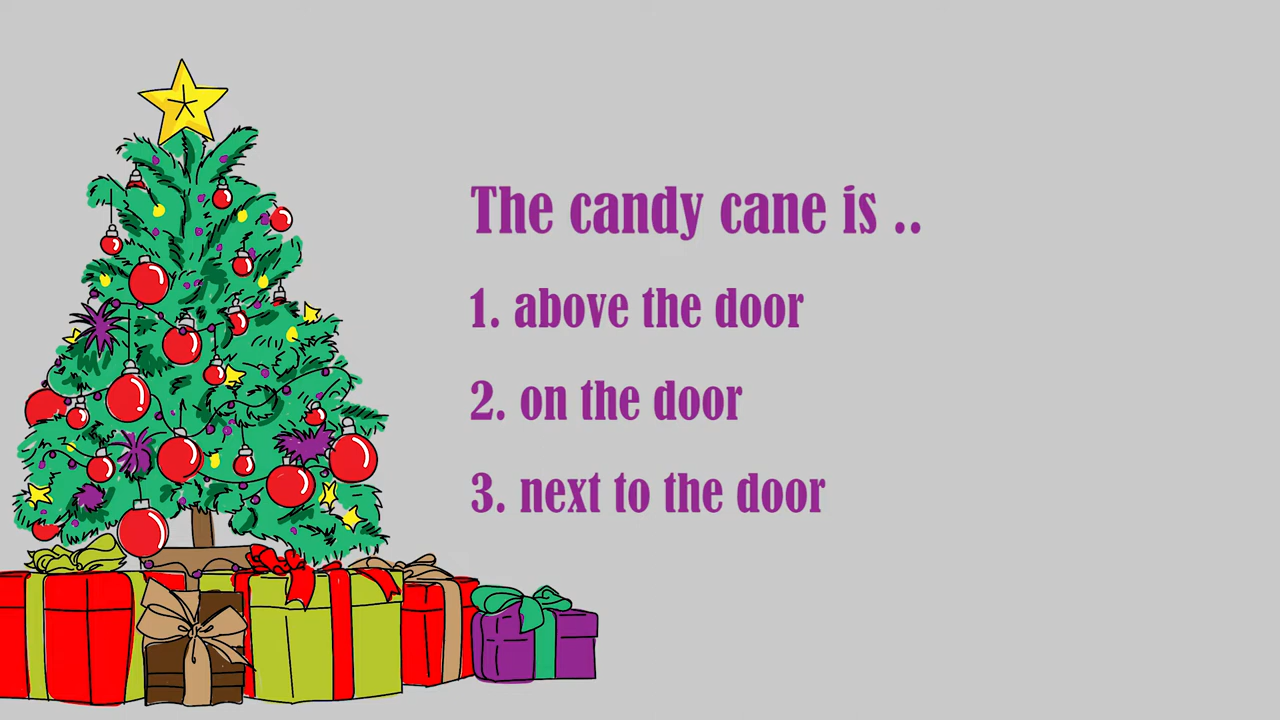 The candy cane is ..
1. above the door
2. on the door
3. next to the door